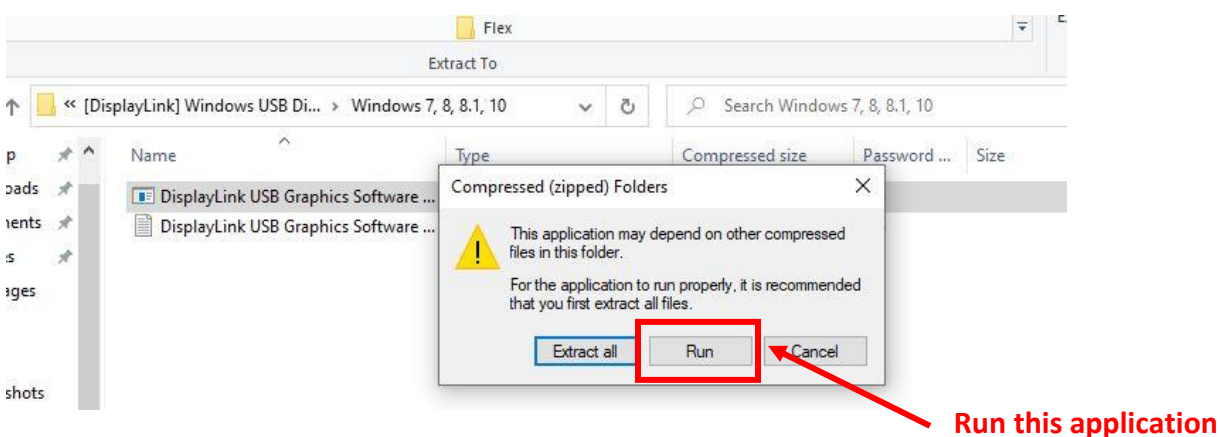 Flex
Extract To
« [DisplayLink] Windows USB Di... › Windows 7, 8, 8.1, 10
Search Windows 7, 8, 8.1, 10
Name Type Compressed size Password ... Size
DisplayLink USB Graphics Software ...
DisplayLink USB Graphics Software ...
Compressed (zipped) Folders
This application may depend on other compressed
files in this folder.
For the application to run properly, it is recommended
that you first extract all files.
Extract all Run Cancel
shots
Run this application